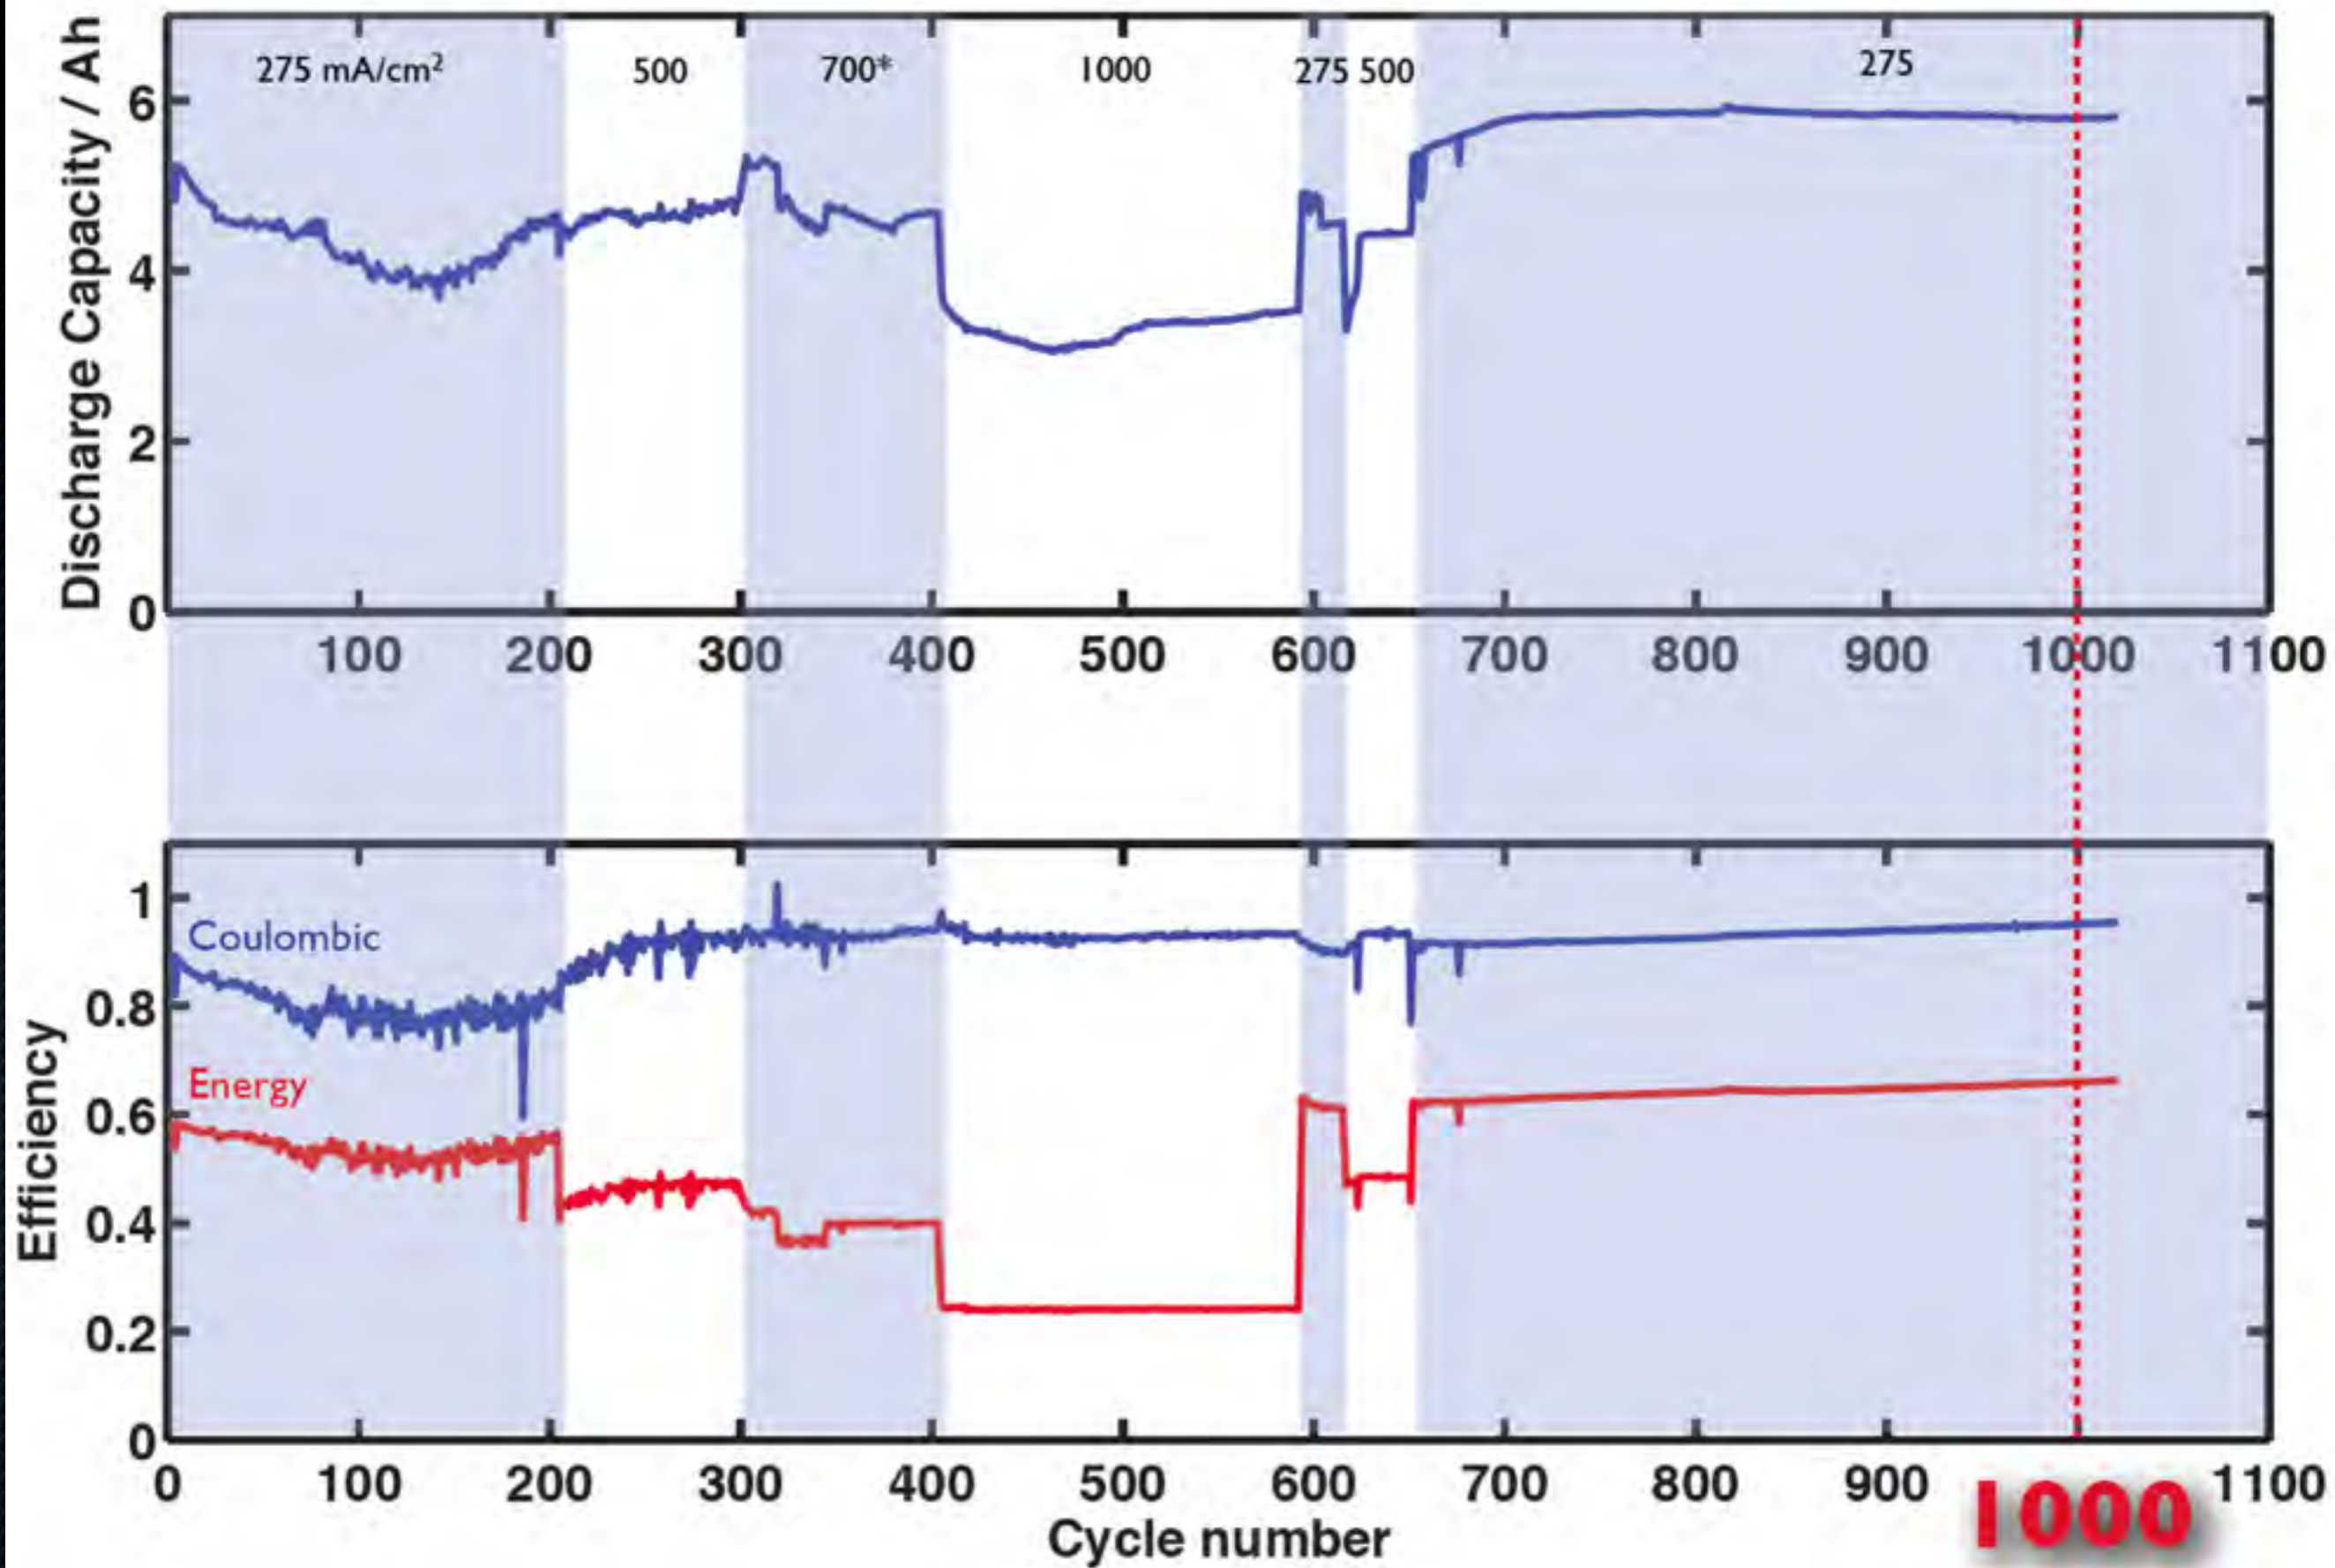 Discharge Capacity / Ah
275 mA/cm² 500 700* 1000 275 500 275
6
4
2
0
100 200 300 400 500 600 700 800 900 1000 1100
Efficiency
1
Coulombic
0.8
Energy
0.6
0.4
0.2
0
0 100 200 300 400 500 600 700 800 900 1000 1100
Cycle number